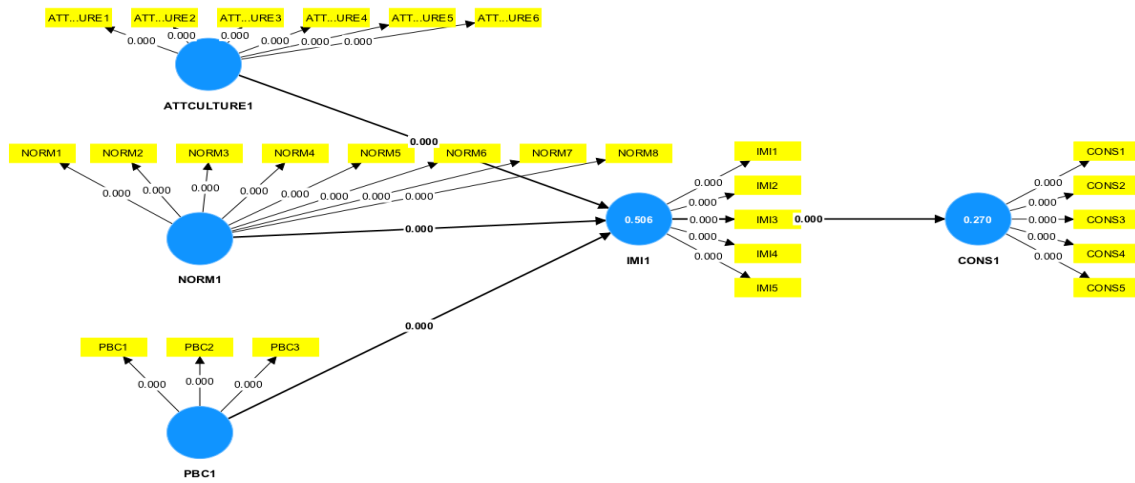 ATT...URE1 ATT...URE2 ATT...URE3 ATT...URE4 ATT...URE5 ATT...URE6
0.000 0.000 0.000 0.000 0.000 0.000
ATTCULTURE1
0.000
NORM1 NORM2 NORM3 NORM4 NORM5 NORM6 NORM7 NORM8
0.000 0.000 0.000 0.000 0.000 0.000 0.000 0.000
NORM1
0.000
PBC1 PBC2 PBC3
0.000 0.000 0.000
PBC1
0.000
0.506
IMI1
0.000 0.000 0.000 0.000 0.000
IMI1
IMI2
IMI3
IMI4
IMI5
0.000
0.270
CONS1
0.000 0.000 0.000 0.000 0.000
CONS1
CONS2
CONS3
CONS4
CONS5